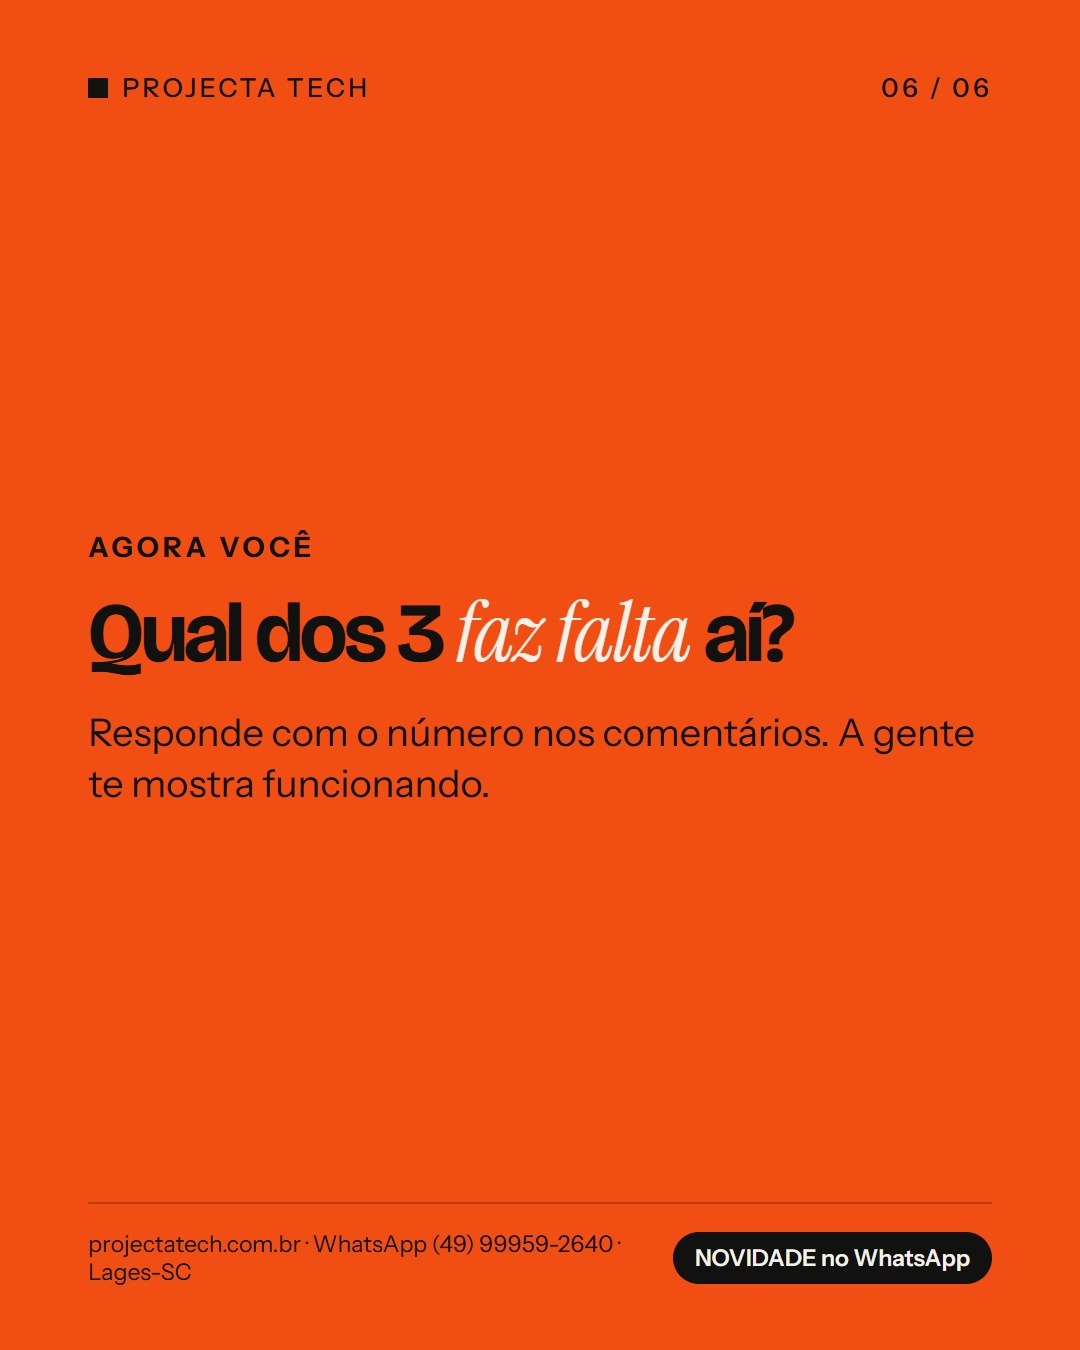 PROJECTA TECH
06 / 06
AGORA VOCÊ
Qual dos 3 faz falta aí?
Responde com o número nos comentários. A gente
te mostra funcionando.
projectatech.com.br · WhatsApp (49) 99959-2640 ·
Lages-SC
NOVIDADE no WhatsApp